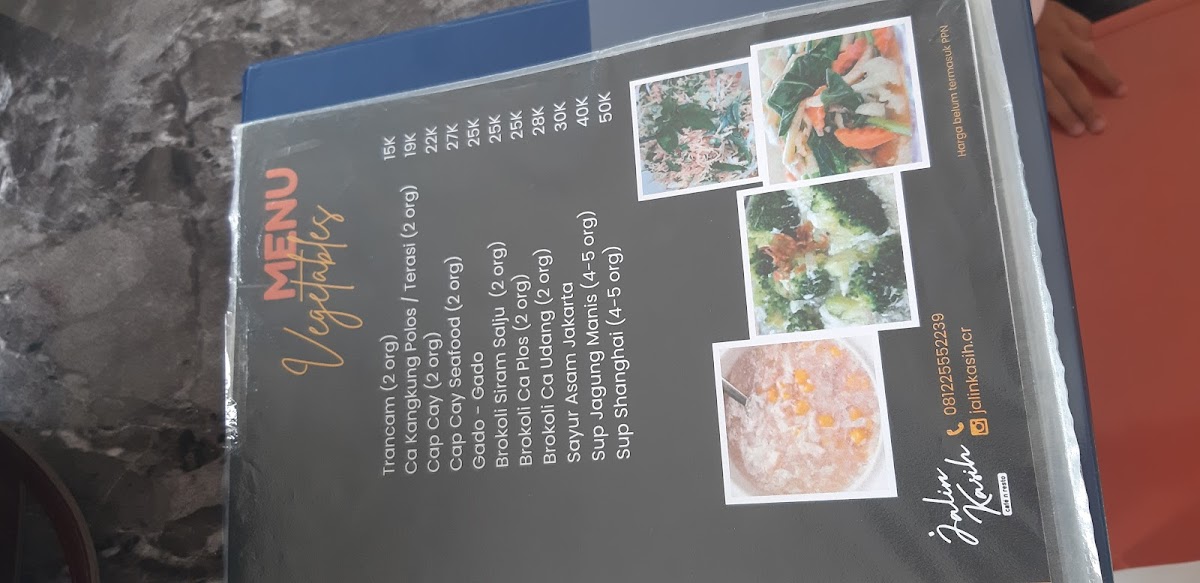 MENU
Vegetables
Trancam (2 org) 15K
Ca Kangkung Polos / Terasi (2 org) 19K
Cap Cay (2 org) 22K
Cap Cay Seafood (2 org) 27K
Gado - Gado 25K
Brokoli Siram Salju (2 org) 25K
Brokoli Ca Plos (2 org) 25K
Brokoli Ca Udang (2 org) 28K
Sayur Asam Jakarta 30K
Sup Jagung Manis (4-5 org) 40K
Sup Shanghai (4-5 org) 50K
Jalin
Kasih
cafe n resto
081225552239
jalinkasih.cr
Harga belum termasuk PPN